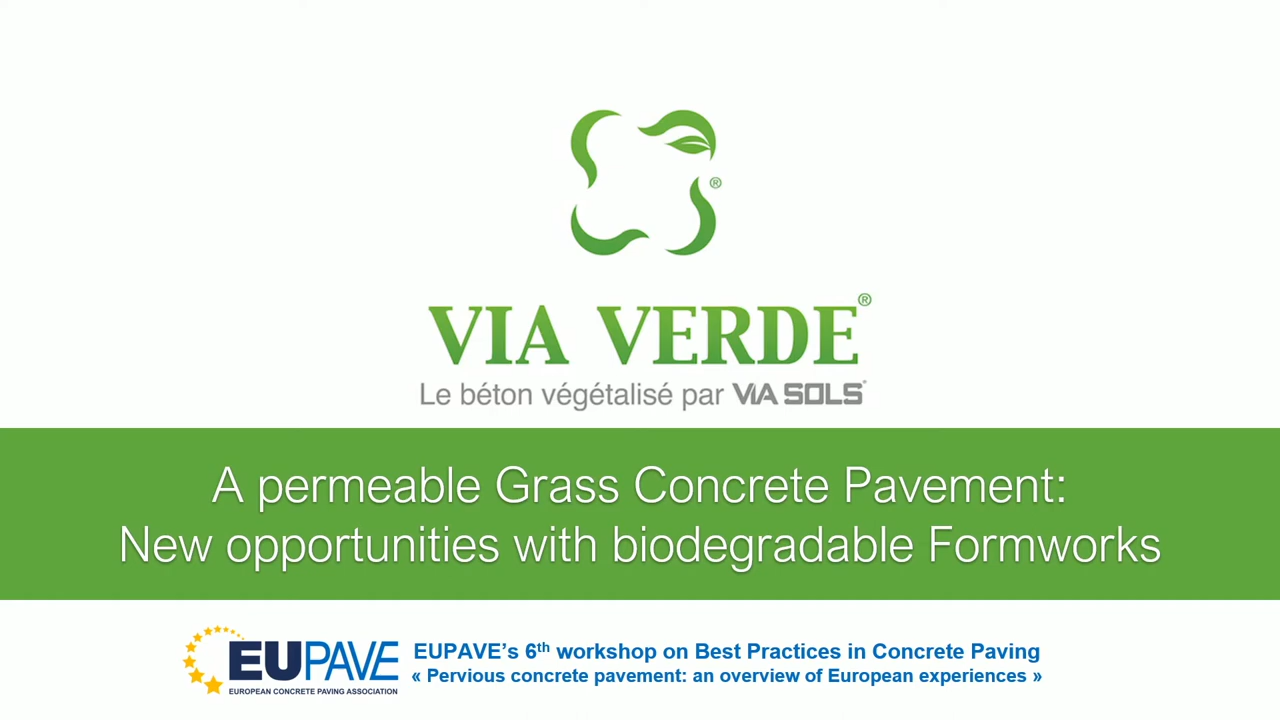 ®
VIA VERDE®
Le béton végétalisé par VIA SOLS®
A permeable Grass Concrete Pavement:
New opportunities with biodegradable Formworks
EUPAVE
EUROPEAN CONCRETE PAVING ASSOCIATION
EUPAVE's 6th workshop on Best Practices in Concrete Paving
« Pervious concrete pavement: an overview of European experiences »